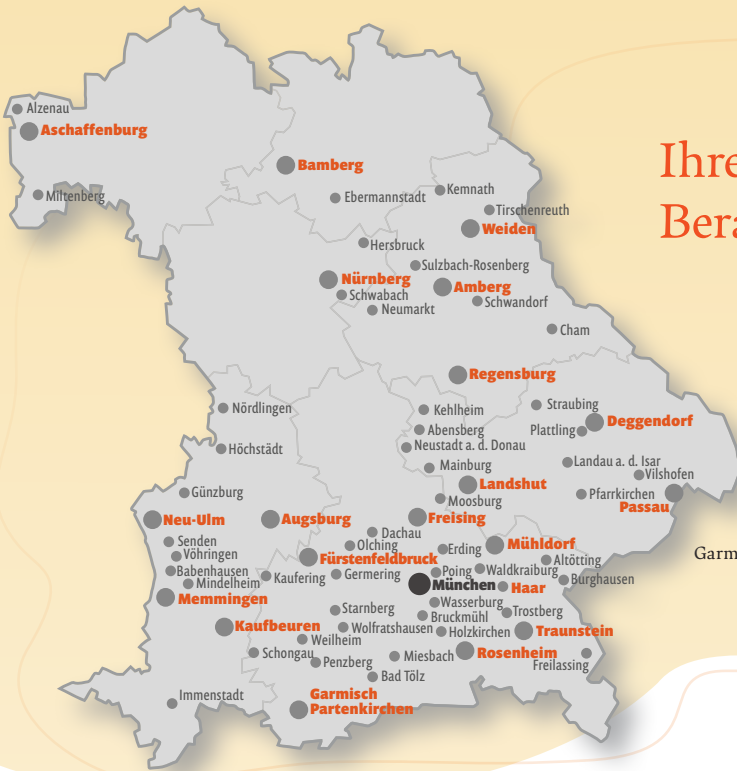 Alzenau
Aschaffenburg
Miltenberg
Bamberg
Ebermannstadt
Kemnath
Tirschenreuth
Weiden
Ihre
Hersbruck
Sulzbach-Rosenberg
Nürnberg
Amberg
Schwabach
Schwandorf
Neumarkt
Cham
Regensburg
Nördlingen
Kehlheim
Straubing
Abensberg
Deggendorf
Plattling
Höchstädt
Neustadt a. d. Donau
Mainburg
Landau a. d. Isar
Vilshofen
Günzburg
Landshut
Moosburg
Pfarrkirchen
Passau
Neu-Ulm
Augsburg
Freising
Dachau
Senden
Olching
Erding
Mühldorf
Vöhringen
Fürstenfeldbruck
Altötting
Babenhausen
Kaufering
Germering
Poing
Waldkraiburg
Burghausen
Mindelheim
München
Haar
Memmingen
Wasserburg
Starnberg
Bruckmühl
Trostberg
Kaufbeuren
Wolfratshausen
Holzkirchen
Traunstein
Weilheim
Schongau
Penzberg
Miesbach
Rosenheim
Freilassing
Bad Tölz
Immenstadt
Garmisch
Partenkirchen